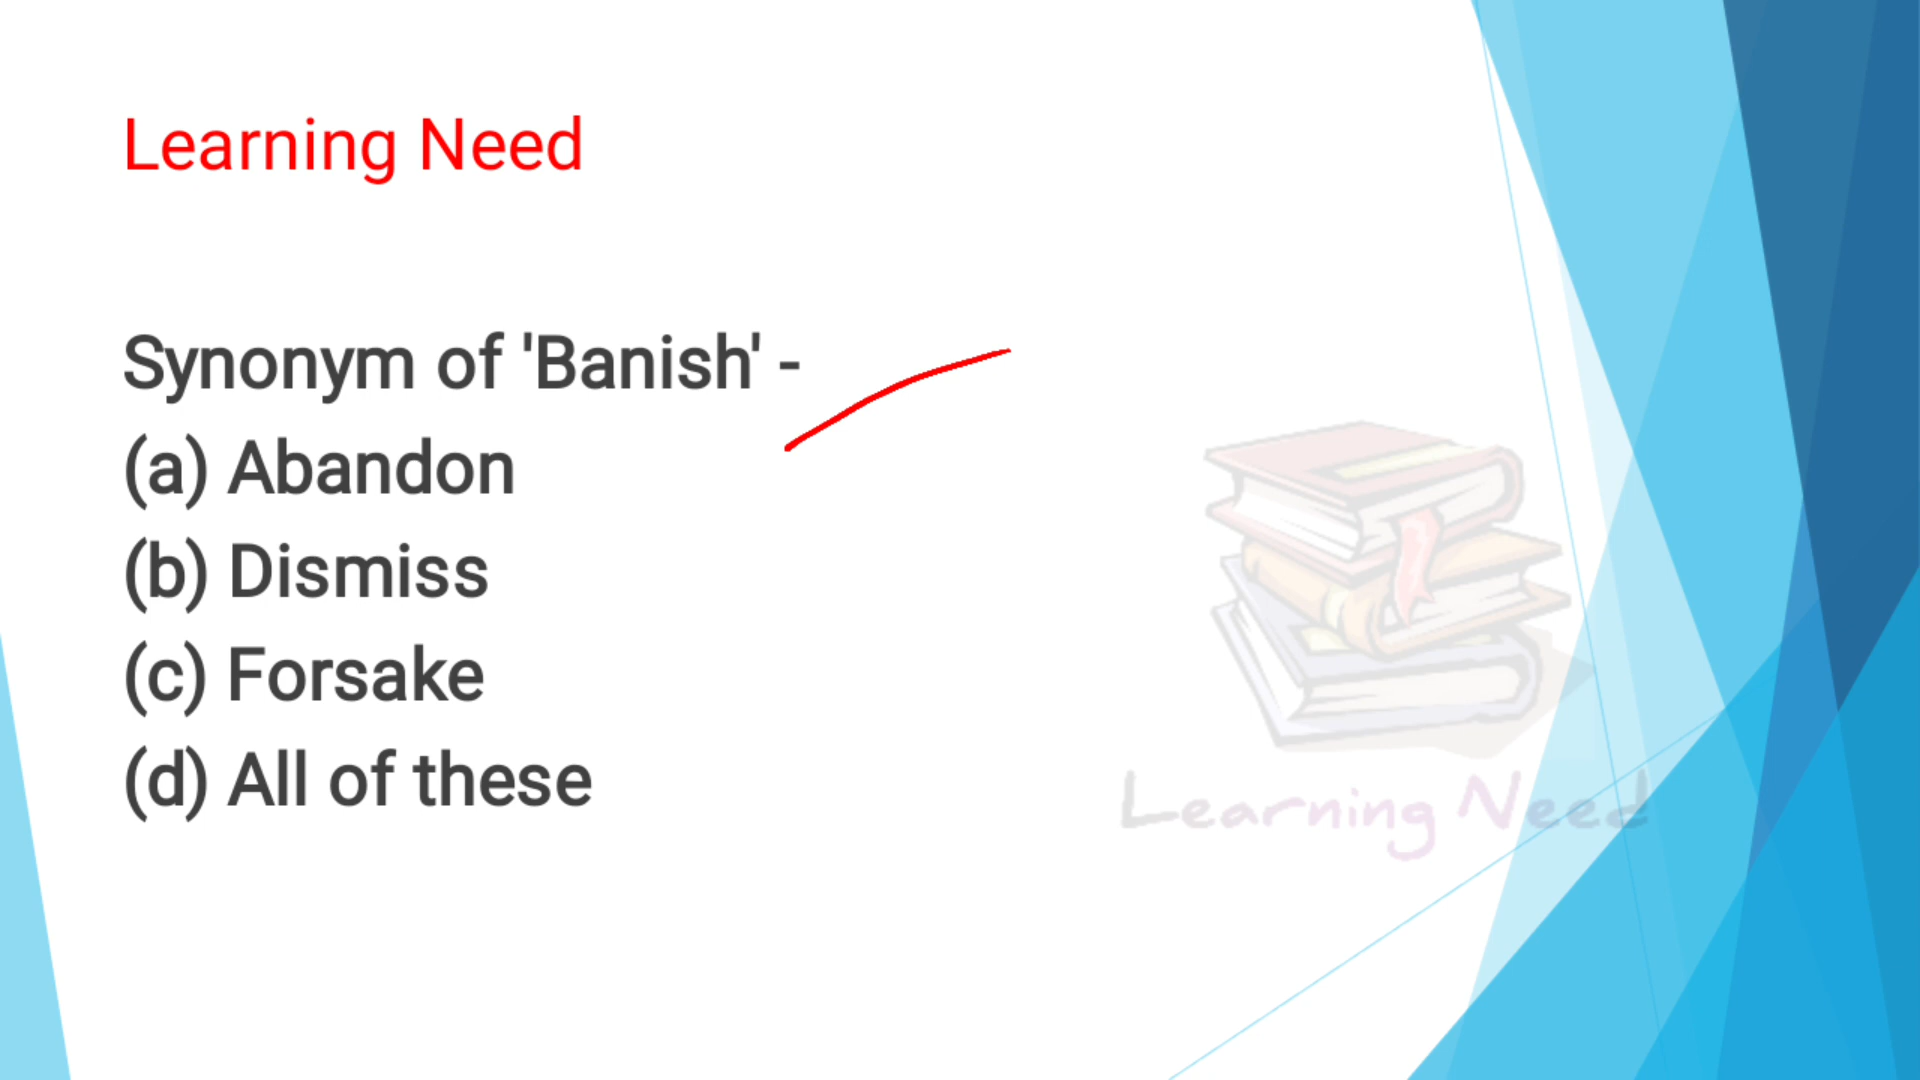 Learning Need
Synonym of 'Banish' -
(a) Abandon
(b) Dismiss
(c) Forsake
(d) All of these
Learning Need